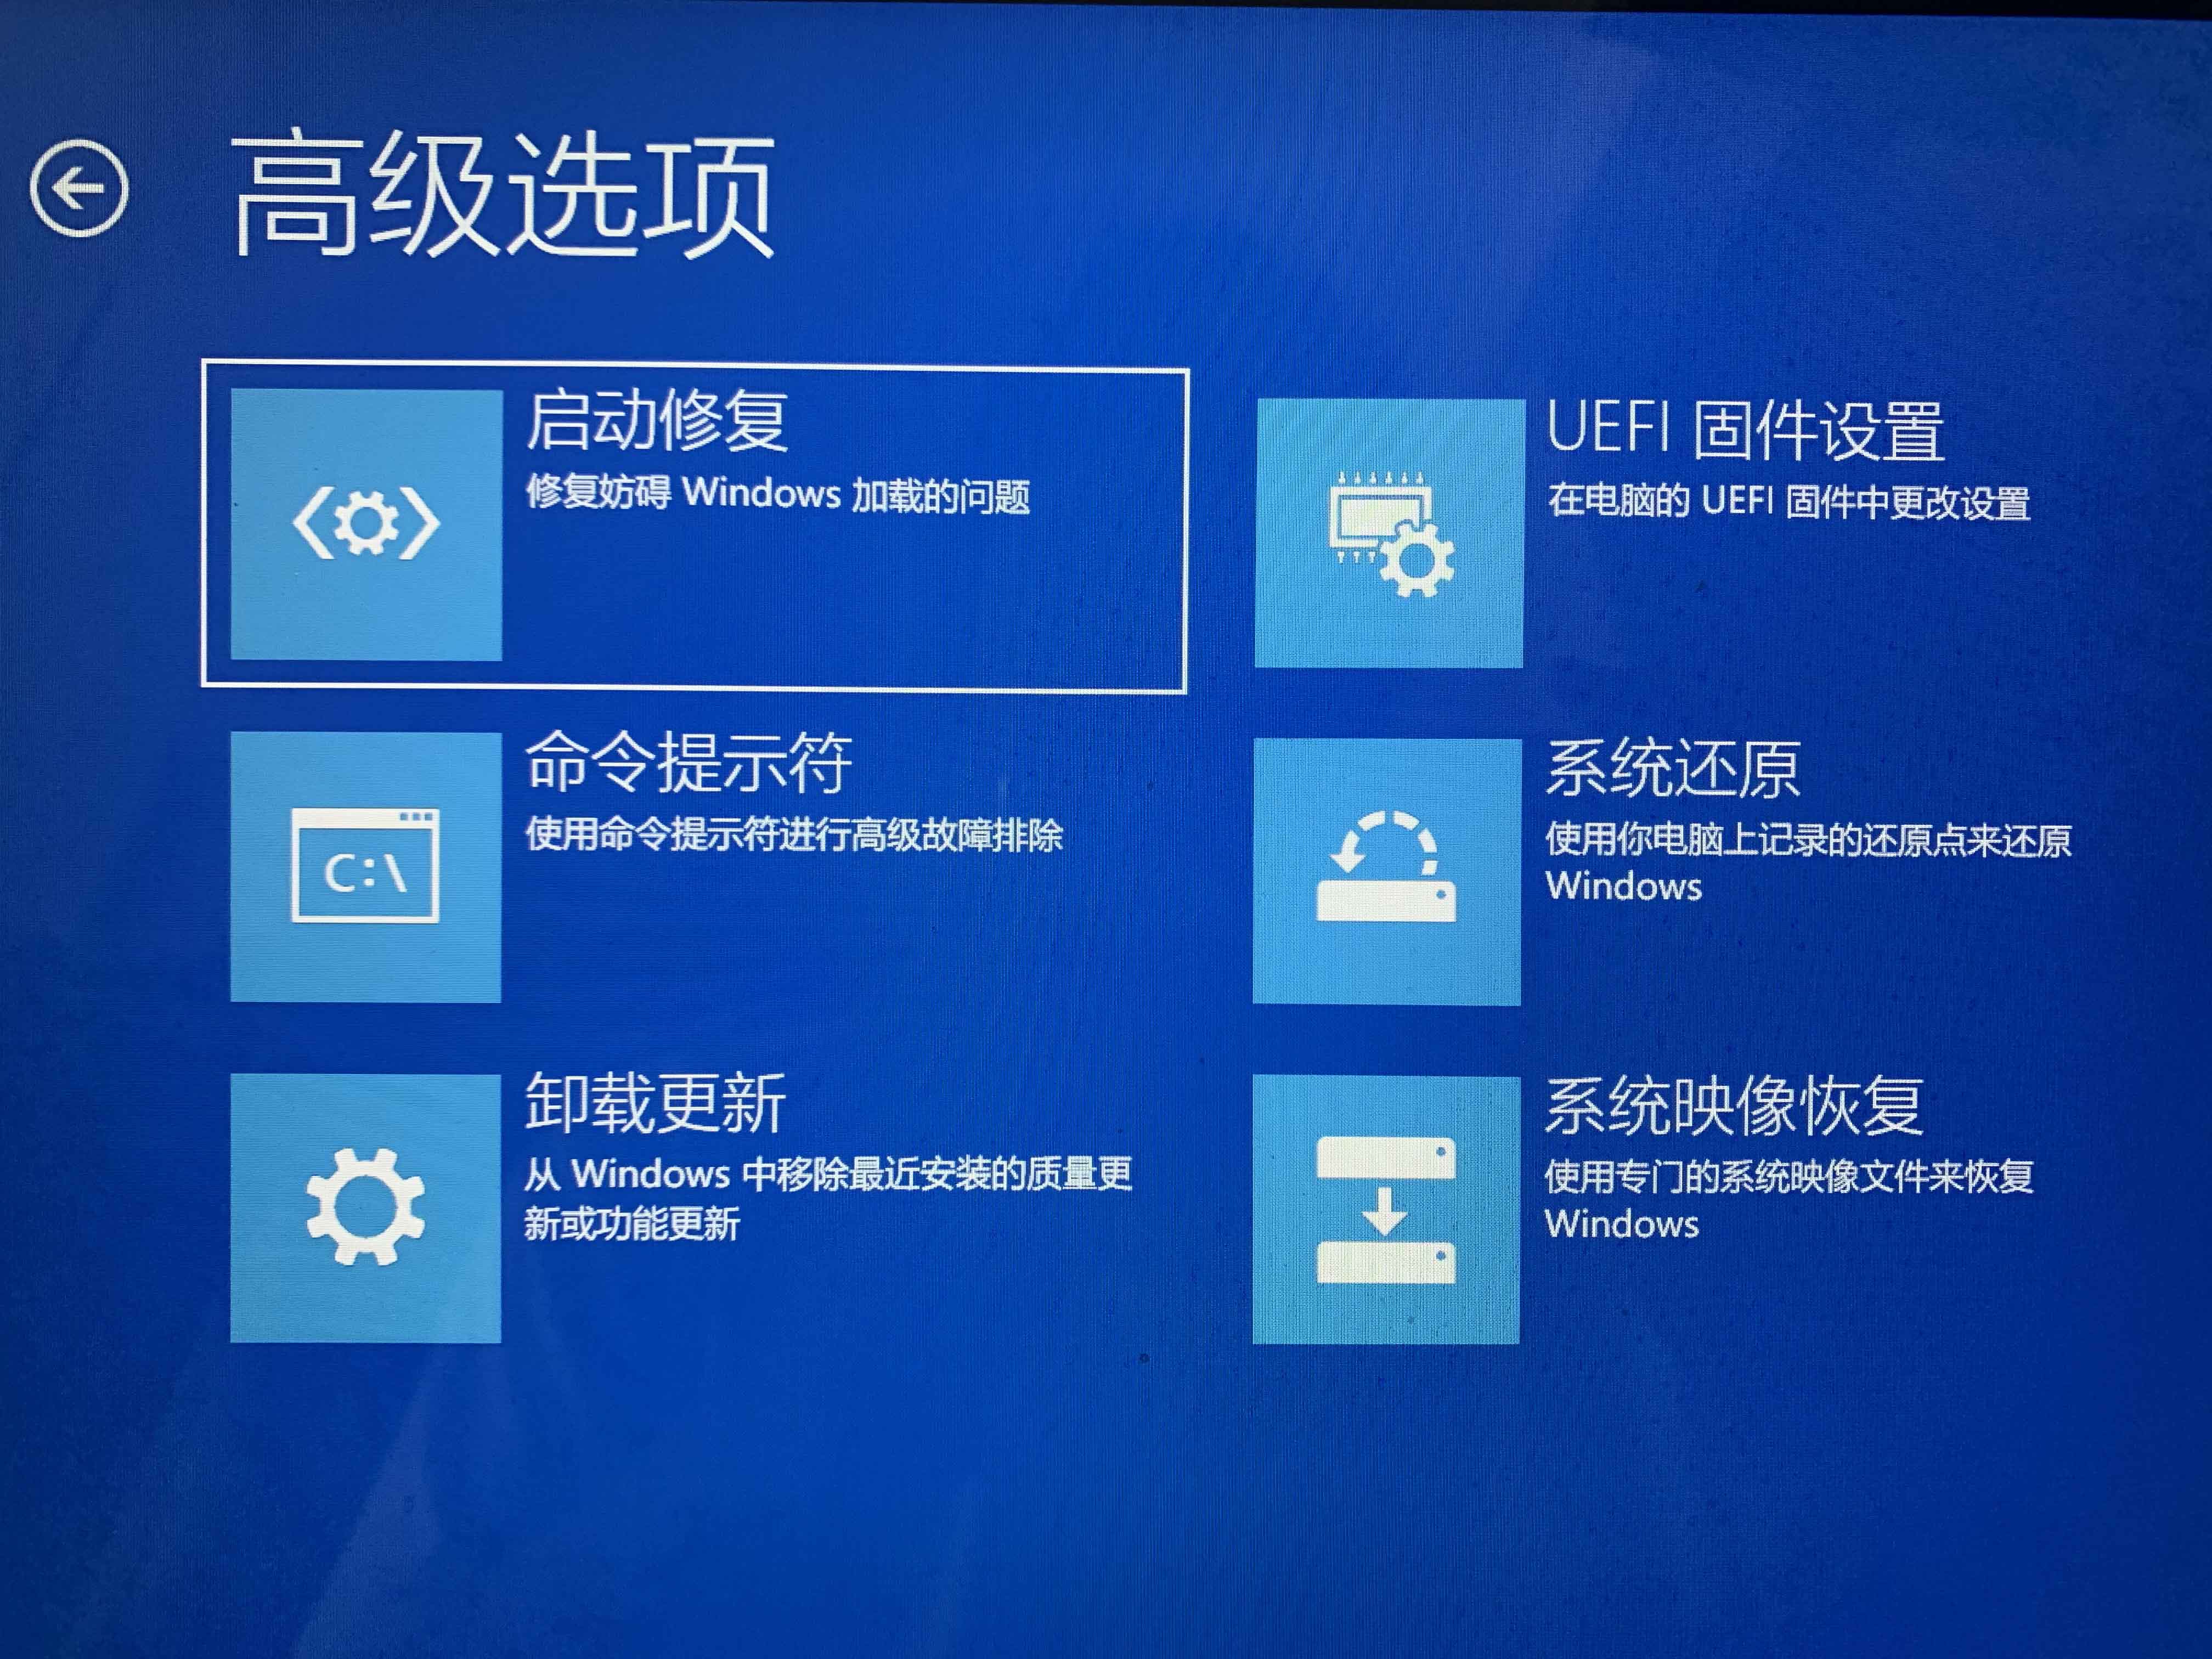 高级选项
启动修复
修复妨碍 Windows 加载的问题
UEFI 固件设置
在电脑的 UEFI 固件中更改设置
C:\
命令提示符
使用命令提示符进行高级故障排除
系统还原
使用你电脑上记录的还原点来还原
Windows
卸载更新
从 Windows 中移除最近安装的质量更
新或功能更新
系统映像恢复
使用专门的系统映像文件来恢复
Windows